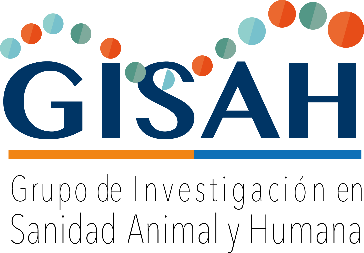 GISAH
Grupo de Investigación en
Sanidad Animal y Humana